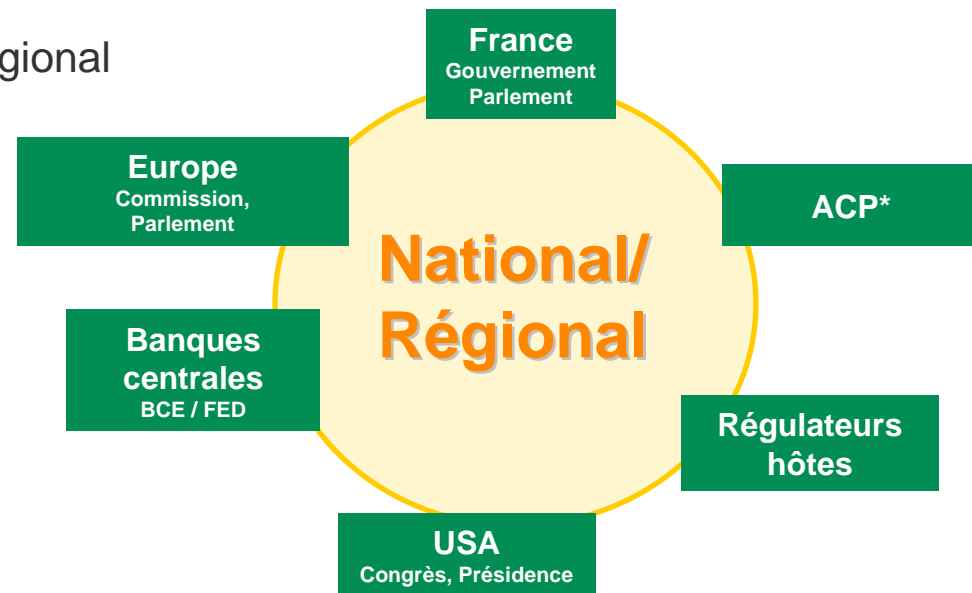 gional
France
Gouvernement
Parlement
Europe
Commission,
Parlement
ACP*
National/
Régional
Banques
centrales
BCE / FED
Régulateurs
hôtes
USA
Congrès, Présidence